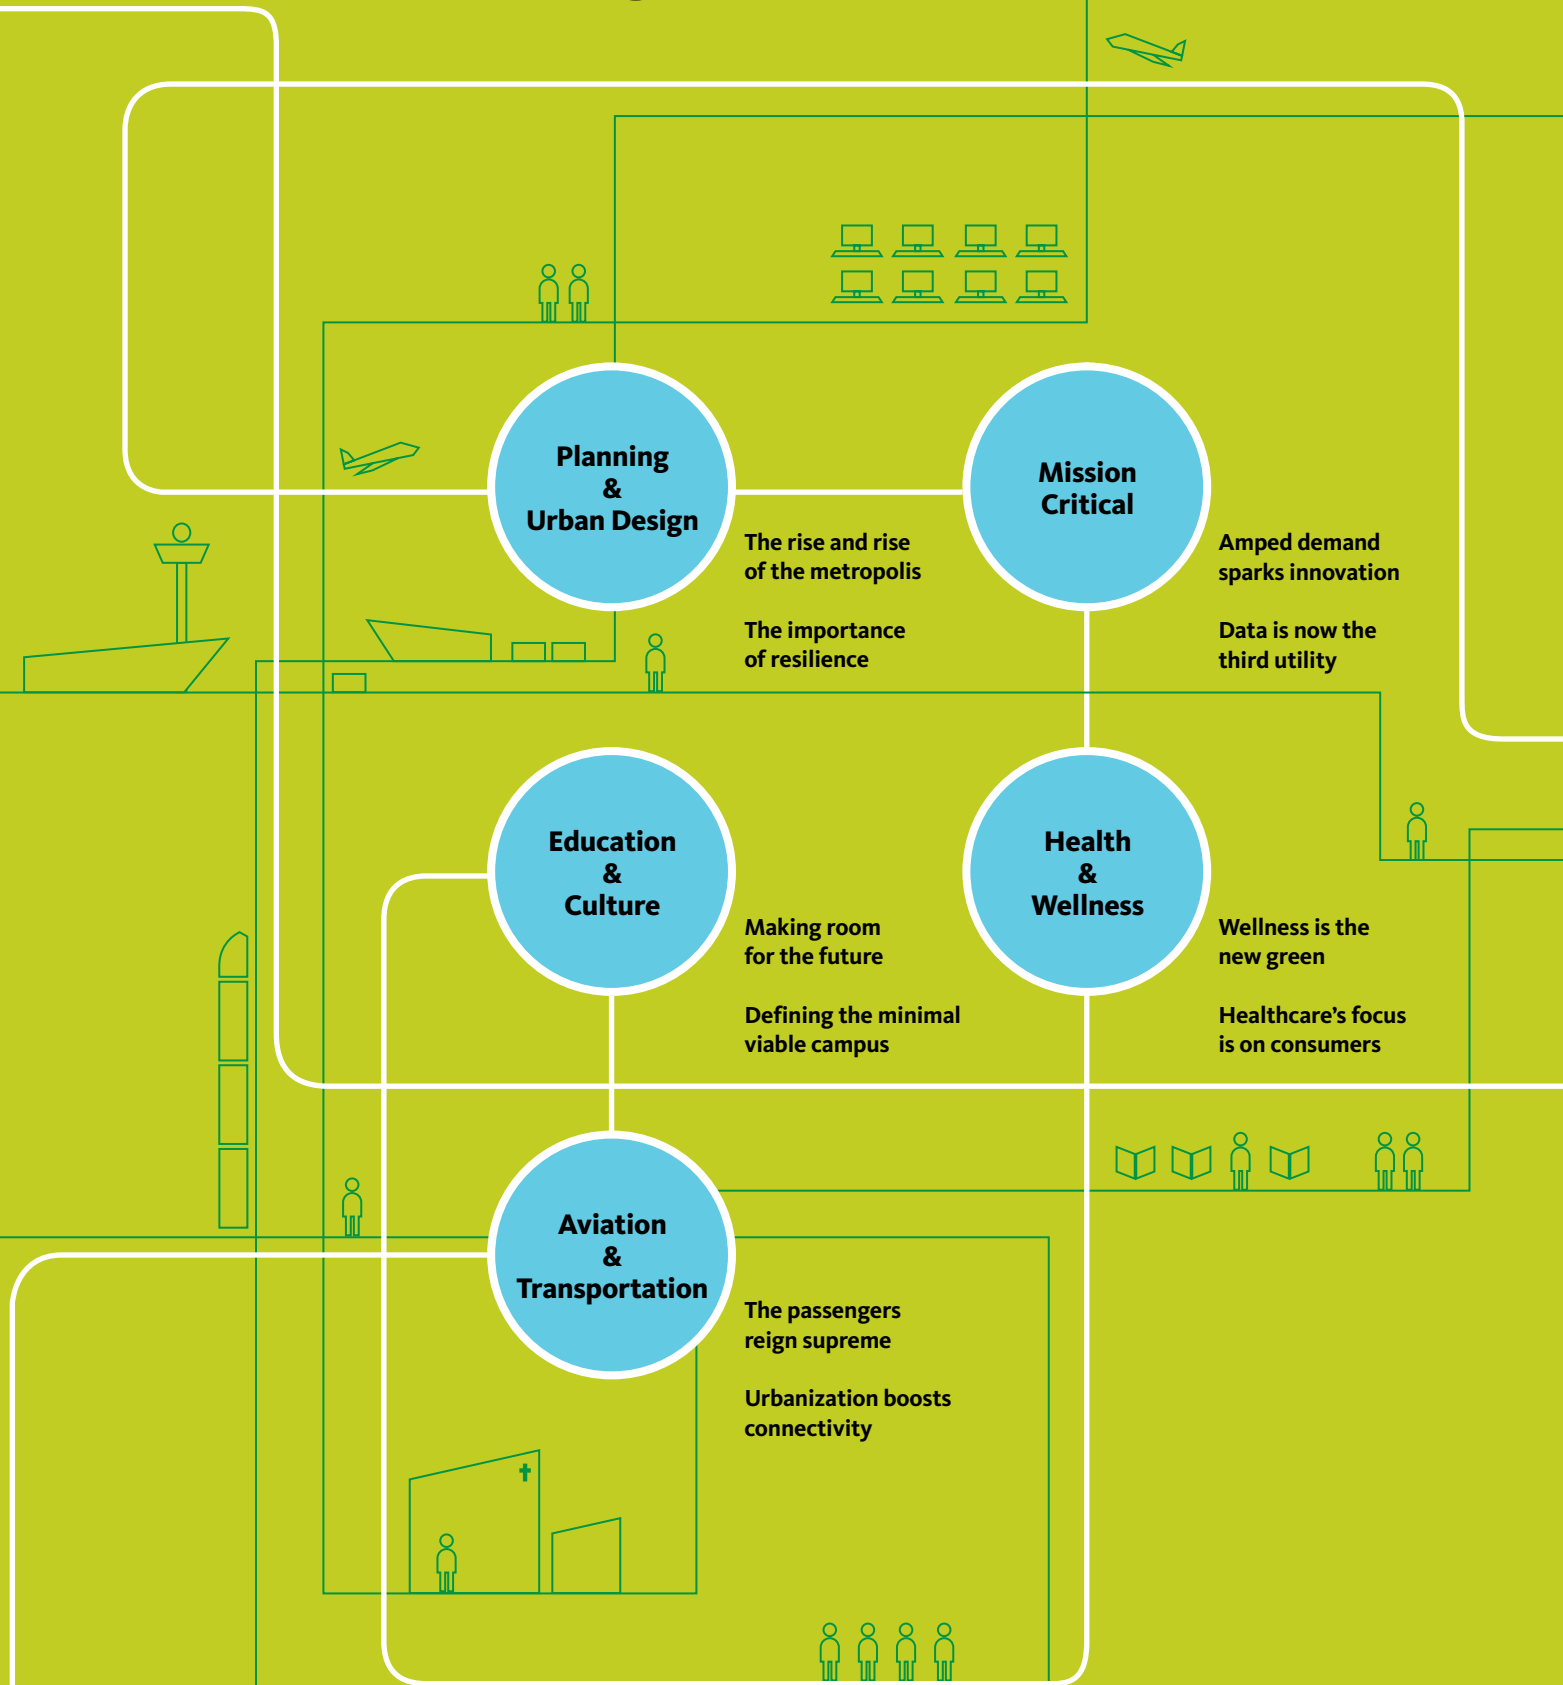 Planning
&
Urban Design
The rise and rise
of the metropolis
The importance
of resilience
Mission
Critical
Amped demand
sparks innovation
Data is now the
third utility
Education
&
Culture
Making room
for the future
Defining the minimal
viable campus
Health
&
Wellness
Wellness is the
new green
Healthcare’s focus
is on consumers
Aviation
&
Transportation
The passengers
reign supreme
Urbanization boosts
connectivity